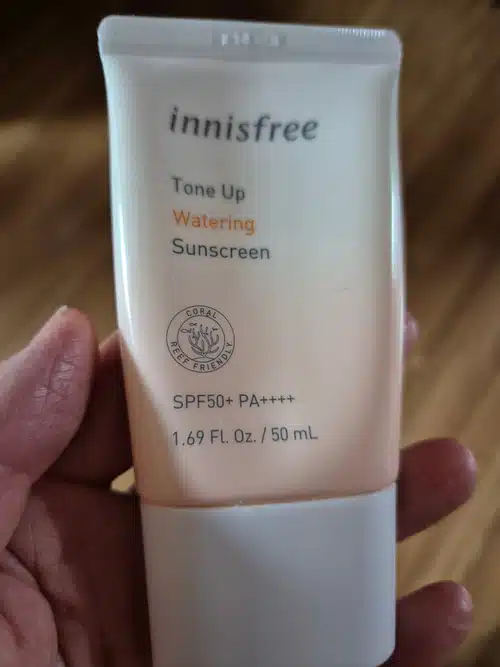 innisfree
Tone Up
Watering
Sunscreen
CORAL
REEF FRIENDLY
SPF50+ PA++++
1.69 Fl. Oz. / 50 mL